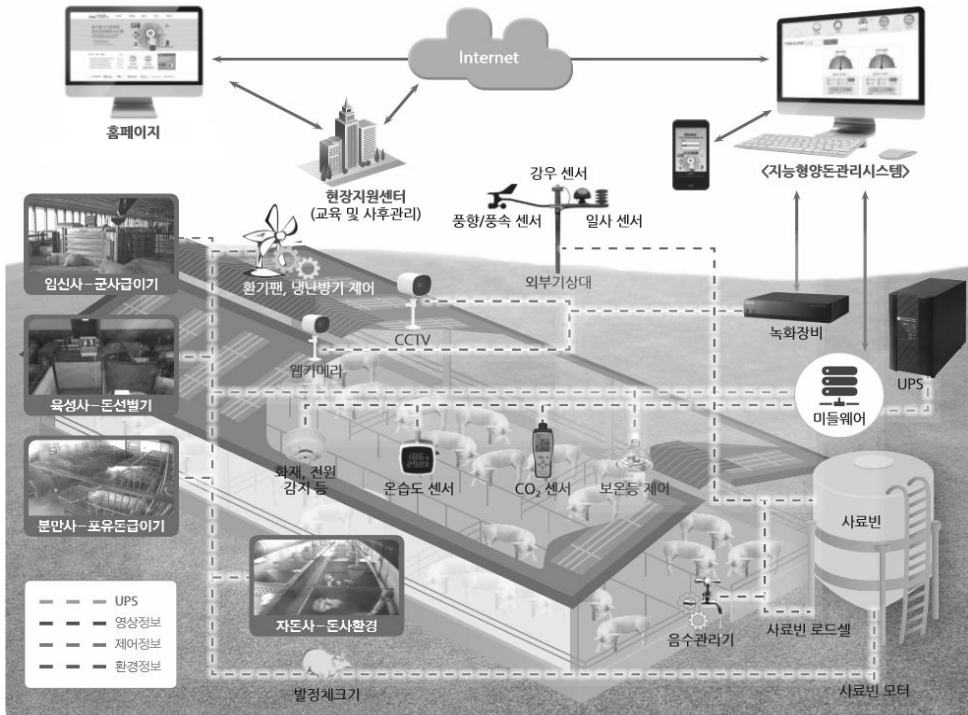 Internet
홈페이지
현장지원센터
(교육 및 사후관리)
<지능형양돈관리시스템>
강우 센서
풍향/풍속 센서
일사 센서
외부기상대
임신사-군사급이기
환기팬, 냉난방기 제어
CCTV
웹카메라
녹화장비
UPS
미들웨어
육성사-돈선별기
화재, 전원
감지 등
온습도 센서
CO₂ 센서
보온등 제어
분만사-포유돈급이기
사료빈
자돈사-돈사환경
음수관리기
사료빈 로드셀
발정체크기
사료빈 모터
UPS
영상정보
제어정보
환경정보